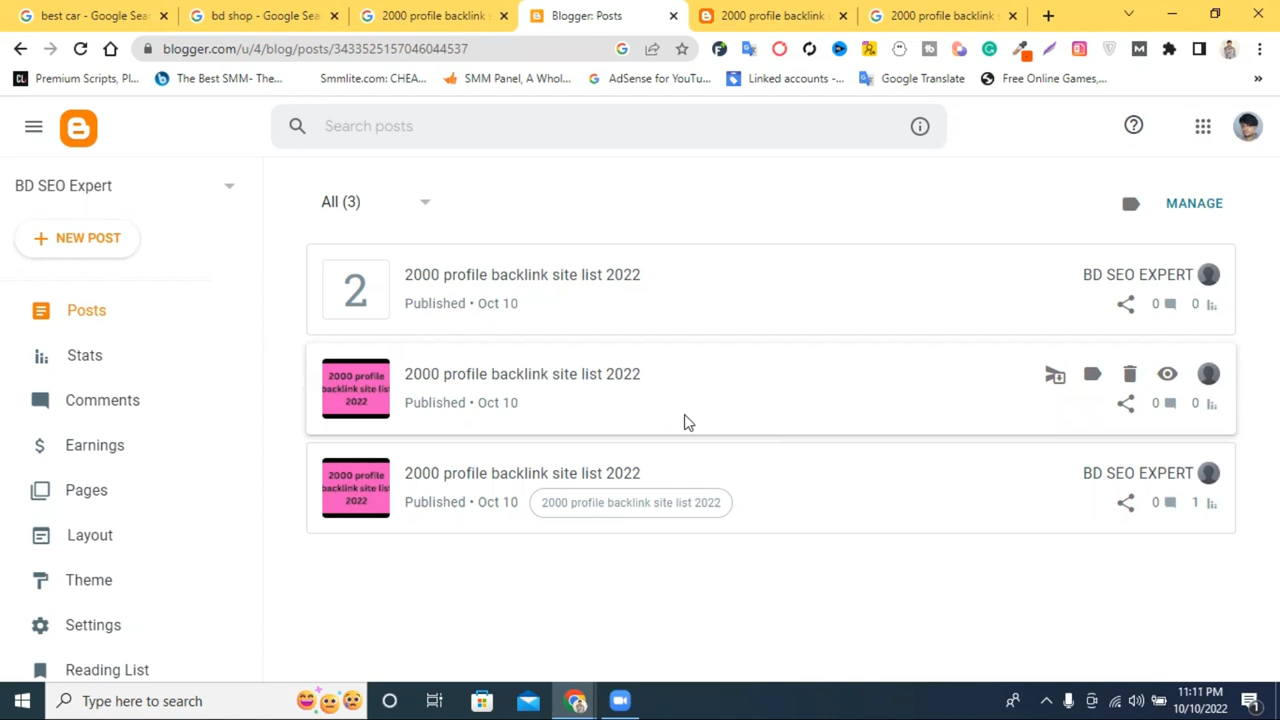 best car - Google Sea
bd shop - Google Sea
2000 profile backlink s
Blogger: Posts
2000 profile backlink si
2000 profile backlink s
blogger.com/u/4/blog/posts/3433525157046044537
Premium Scripts, Pl...
The Best SMM- The...
Smmlite.com: CHEA...
SMM Panel, A Whol...
AdSense for YouTu...
Linked accounts -...
Google Translate
Free Online Games,...
»
Search posts
BD SEO Expert
All (3)
MANAGE
NEW POST
2
2000 profile backlink site list 2022
BD SEO EXPERT
Published • Oct 10
0 0
Posts
Stats
2000 profile
backlink site lis
2022
2000 profile backlink site list 2022
Published • Oct 10
0 0
Comments
Earnings
2000 profile
backlink site lis
2022
2000 profile backlink site list 2022
BD SEO EXPERT
Published • Oct 10
2000 profile backlink site list 2022
0 1
Pages
Layout
Theme
Settings
Reading List
Type here to search
11:11 PM
10/10/2022
1